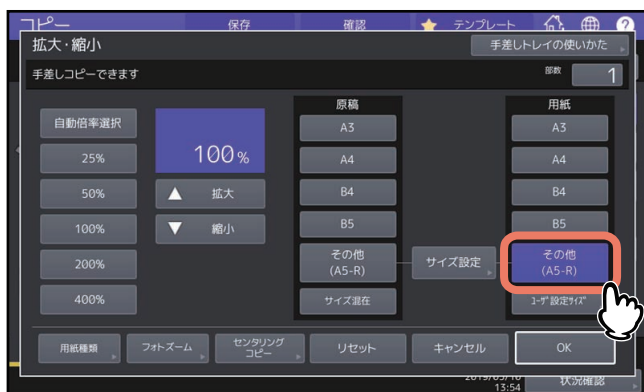 コピー 保存 確認 テンプレート
拡大・縮小 手差しトレイの使いかた
手差しコピーできます 部数 1
原稿 用紙
自動倍率選択 A3 A3
25% 100% A4 A4
50% 拡大 B4 B4
100% 縮小 B5 B5
200% その他 サイズ設定 その他
(A5-R) (A5-R)
400% サイズ混在 ユーザ設定サイズ
用紙種類 フォトズーム センタリング リセット キャンセル OK
コピー
13:54 状況確認